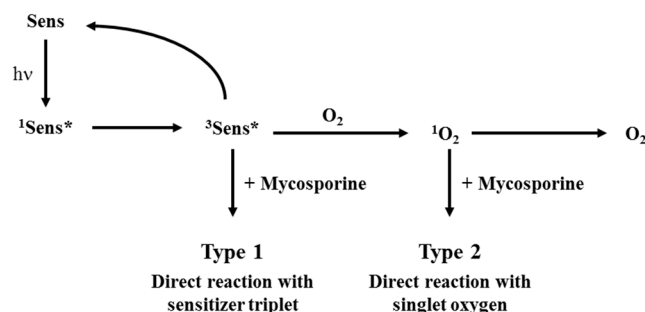 Sens
hν
¹Sens*
³Sens*
O₂
¹O₂
O₂
+ Mycosporine
+ Mycosporine
Type 1
Direct reaction with
sensitizer triplet
Type 2
Direct reaction with
singlet oxygen